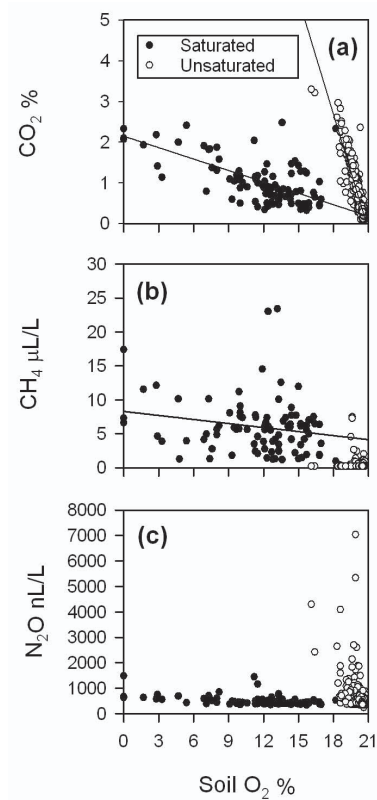 5
4
3
2
1
0
CO₂ %
Saturated
Unsaturated
(a)
30
25
20
15
10
5
0
CH₄ μL/L
(b)
8000
7000
6000
5000
4000
3000
2000
1000
0
N₂O nL/L
(c)
0 3 6 9 12 15 18 21
Soil O₂ %